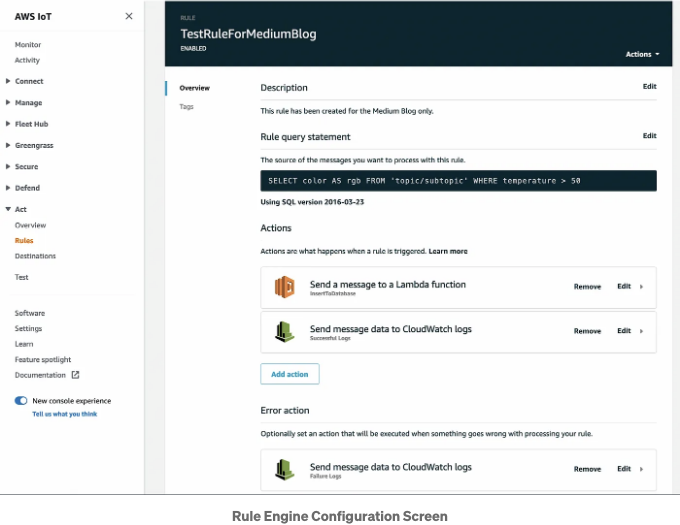 AWS IoT
Monitor
Activity
Connect
Manage
Fleet Hub
Greengrass
Secure
Defend
Act
Overview
Rules
Destinations
Test
Software
Settings
Learn
Feature spotlight
Documentation
New console experience
Tell us what you think
RULE
TestRuleForMediumBlog
ENABLED
Actions
Overview
Tags
Description Edit
This rule has been created for the Medium Blog only.
Rule query statement Edit
The source of the messages you want to process with this rule.
SELECT color AS rgb FROM 'topic/subtopic' WHERE temperature > 50
Using SQL version 2016-03-23
Actions
Actions are what happens when a rule is triggered. Learn more
Send a message to a Lambda function
InsertToDatabase
Remove Edit
Send message data to CloudWatch logs
Successful Logs
Remove Edit
Add action
Error action
Optionally set an action that will be executed when something goes wrong with processing your rule.
Send message data to CloudWatch logs
Failure Logs
Remove Edit
Rule Engine Configuration Screen